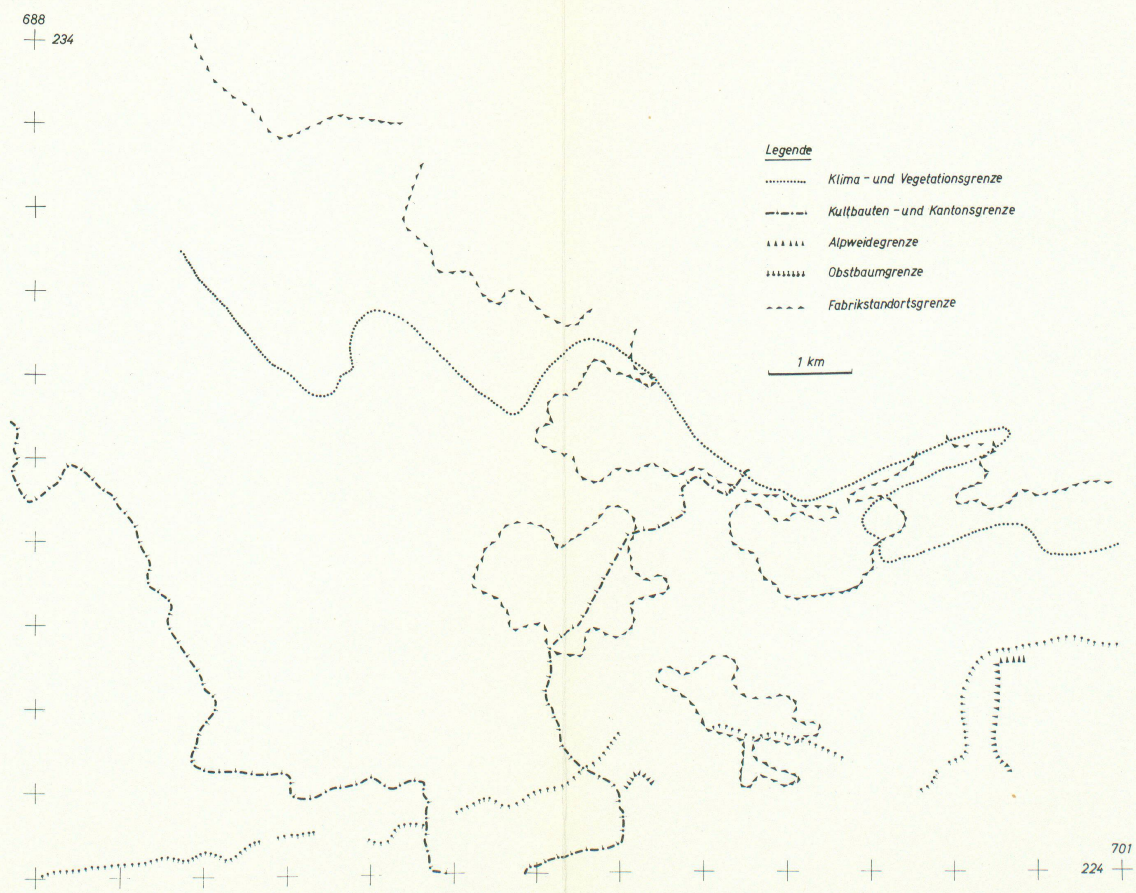 688
234
Legende
Klima- und Vegetationsgrenze
Kultbauten- und Kantonsgrenze
Alpweidegrenze
Obstbaumgrenze
Fabrikstandortsgrenze
1 km
701
224